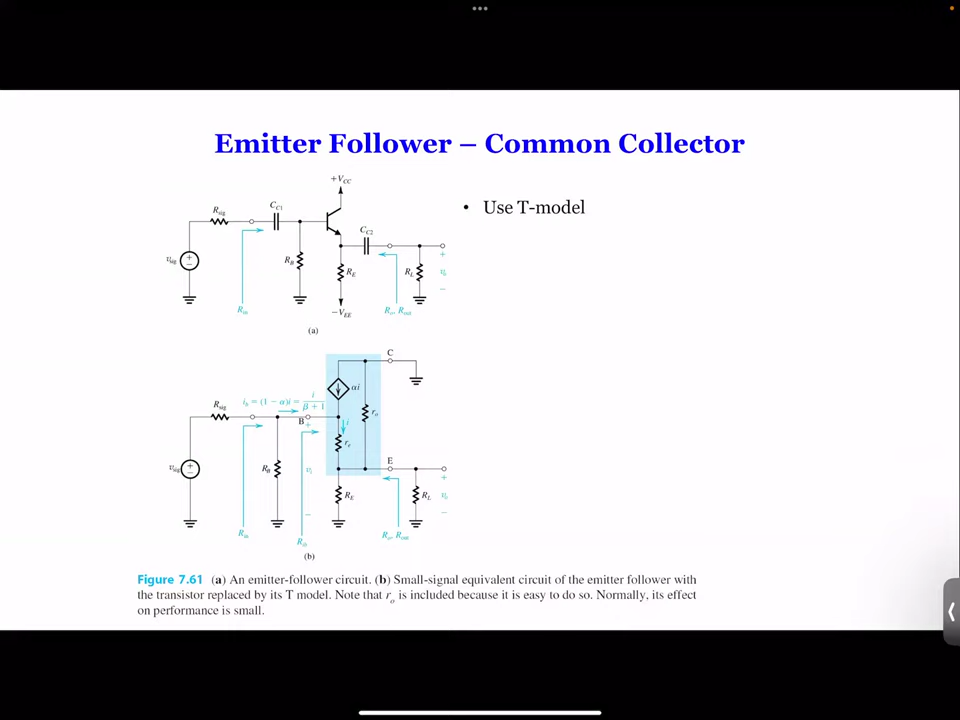 Emitter Follower – Common Collector
• Use T-model
+V_CC
R_sig
C_C1
C_C2
v_sig
+
−
R_B
R_E
R_L
+
v_o
−
R_in
−V_EE
R_o, R_out
(a)
C
αi
i_b = (1 − α)i = i / β + 1
R_sig
r_o
B
+
i
r_e
E
v_sig
+
−
R_B
v_i
R_E
R_L
+
v_o
−
−
R_in
R_ib
R_o, R_out
(b)
Figure 7.61 (a) An emitter-follower circuit. (b) Small-signal equivalent circuit of the emitter follower with
the transistor replaced by its T model. Note that r_o is included because it is easy to do so. Normally, its effect
on performance is small.